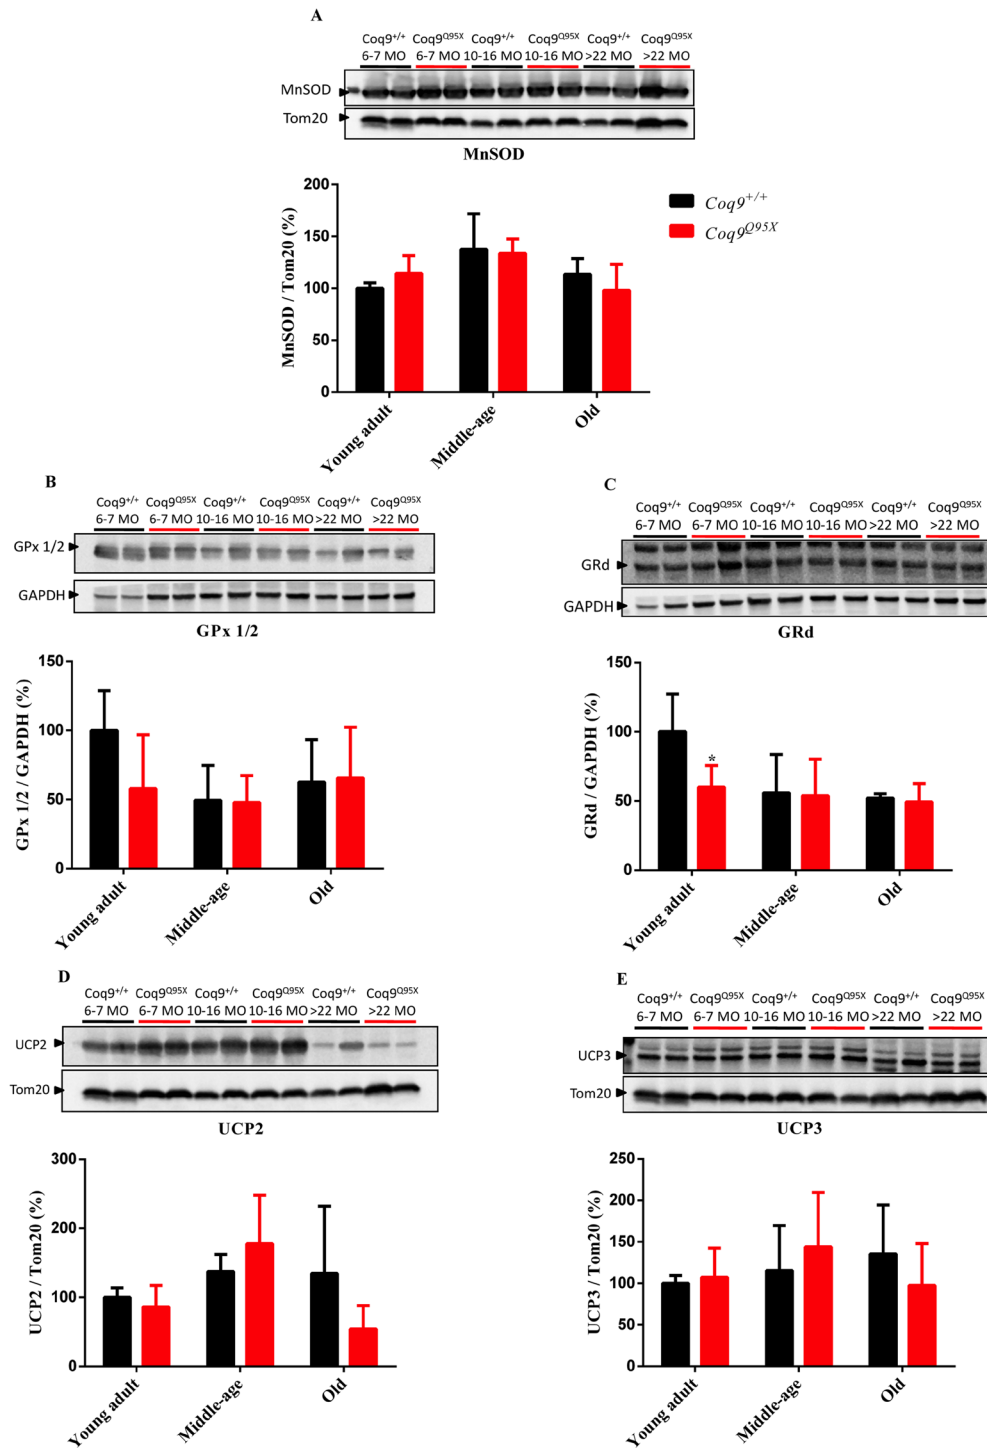 A
Coq9+/+ Coq9Q95X Coq9+/+ Coq9Q95X Coq9+/+ Coq9Q95X
6-7 MO 6-7 MO 10-16 MO 10-16 MO >22 MO >22 MO
MnSOD
Tom20
MnSOD
MnSOD / Tom20 (%)
200
150
100
50
0
Young adult
Middle-age
Old
Coq9+/+
Coq9Q95X
B
Coq9+/+ Coq9Q95X Coq9+/+ Coq9Q95X Coq9+/+ Coq9Q95X
6-7 MO 6-7 MO 10-16 MO 10-16 MO >22 MO >22 MO
GPx 1/2
GAPDH
GPx 1/2
GPx 1/2 / GAPDH (%)
150
100
50
0
Young adult
Middle-age
Old
C
Coq9+/+ Coq9Q95X Coq9+/+ Coq9Q95X Coq9+/+ Coq9Q95X
6-7 MO 6-7 MO 10-16 MO 10-16 MO >22 MO >22 MO
GRd
GAPDH
GRd
GRd / GAPDH (%)
150
100
50
0
*
Young adult
Middle-age
Old
D
Coq9+/+ Coq9Q95X Coq9+/+ Coq9Q95X Coq9+/+ Coq9Q95X
6-7 MO 6-7 MO 10-16 MO 10-16 MO >22 MO >22 MO
UCP2
Tom20
UCP2
UCP2 / Tom20 (%)
300
200
100
0
Young adult
Middle-age
Old
E
Coq9+/+ Coq9Q95X Coq9+/+ Coq9Q95X Coq9+/+ Coq9Q95X
6-7 MO 6-7 MO 10-16 MO 10-16 MO >22 MO >22 MO
UCP3
Tom20
UCP3
UCP3 / Tom20 (%)
250
200
150
100
50
0
Young adult
Middle-age
Old